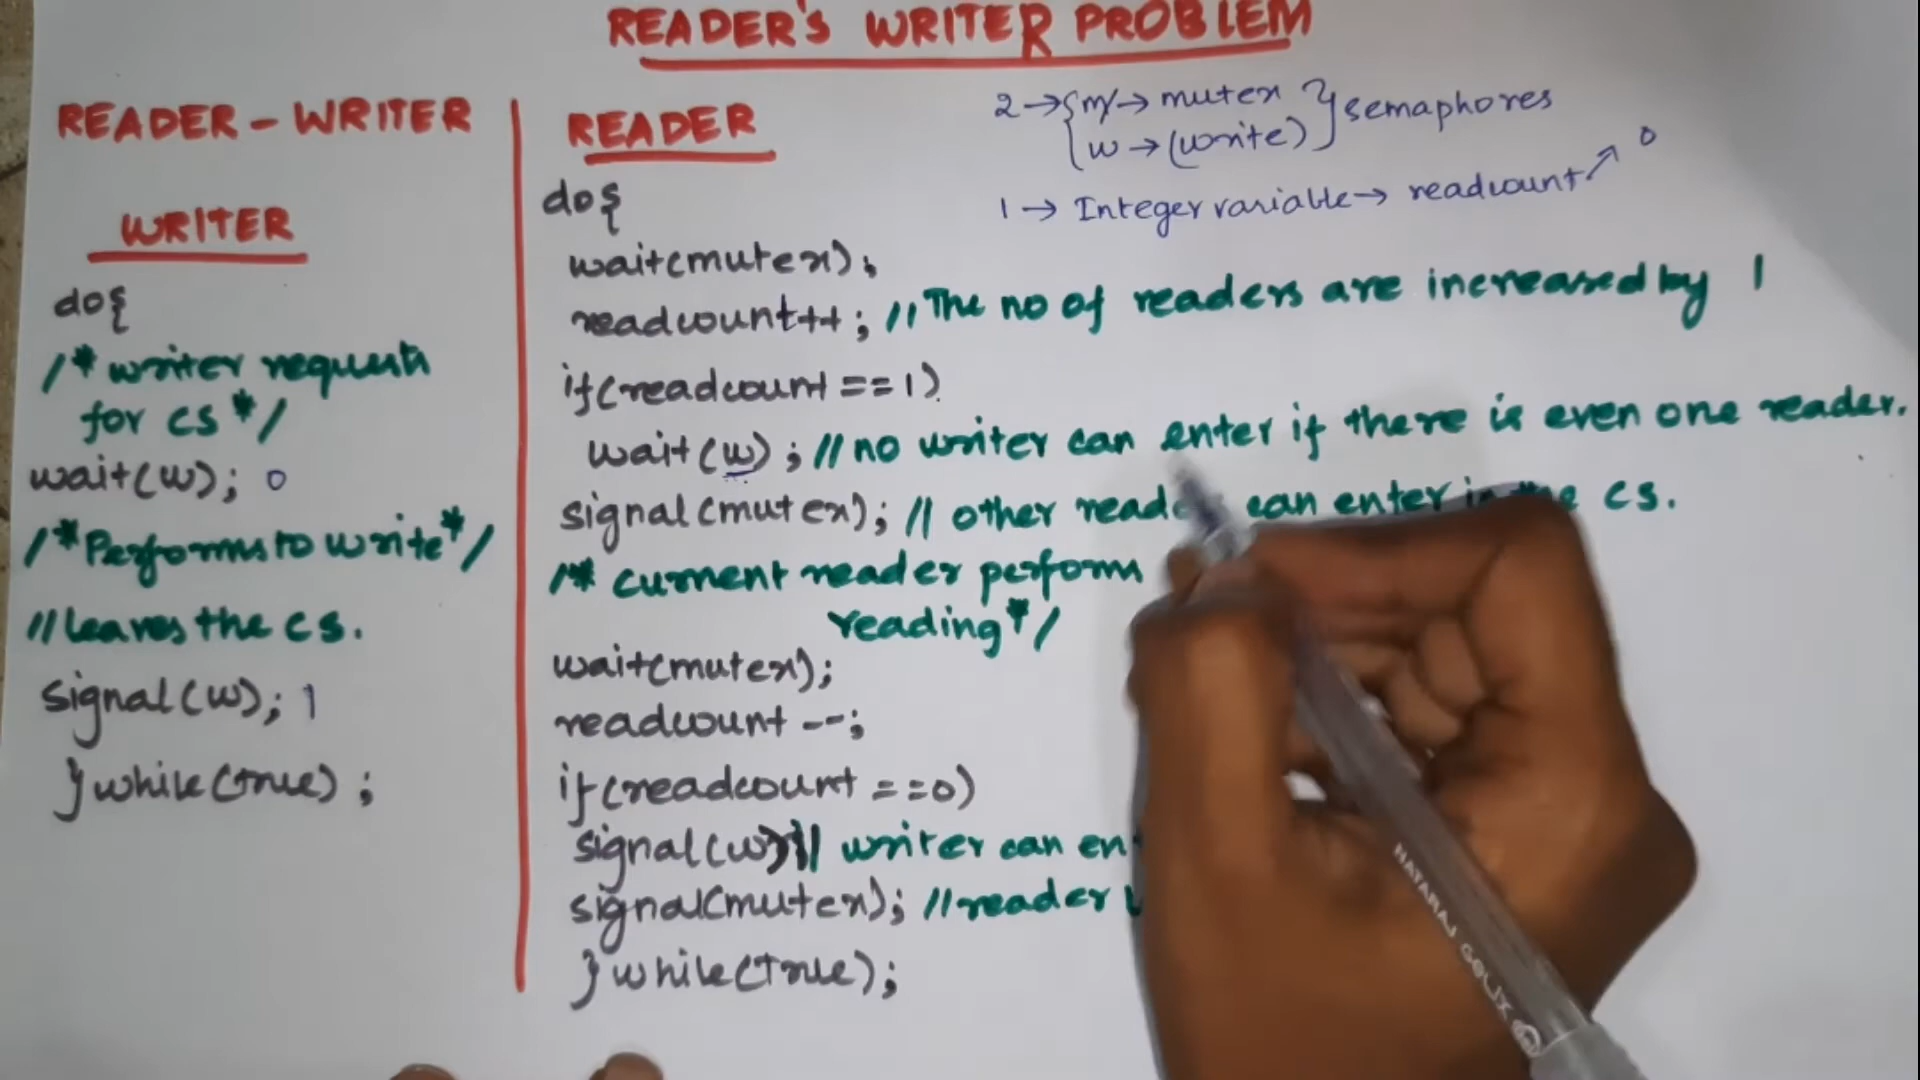 READER'S WRITER PROBLEM
READER - WRITER
WRITER
do{
/* writer requests
for cs */
wait(w); 0
/* Performs to write */
// leaves the cs.
signal(w); 1
} while(true);
READER
2 → { m → mutex
w → (write) } semaphores
1 → Integer variable → readcount → 0
do{
wait(mutex);
readcount++; // The no of readers are increased by 1
if(readcount == 1)
wait(w); // no writer can enter if there is even one reader.
signal(mutex); // other can enter in the cs.
/* current reader perform
reading */
wait(mutex);
readcount --;
if(readcount == 0)
signal(w); // writer can
signal(mutex); // reader
} while(true);
NATARAJ GELIX